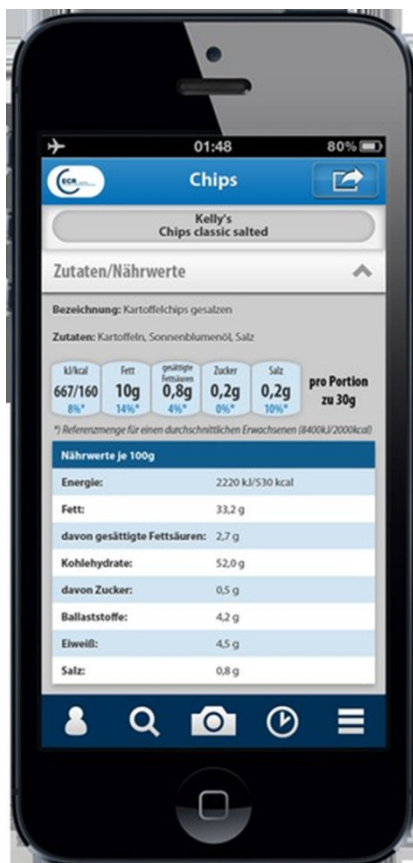 01:48
80%
ECR
Chips
Kelly's
Chips classic salted
Zutaten/Nährwerte
Bezeichnung: Kartoffelchips gesalzen
Zutaten: Kartoffeln, Sonnenblumenöl, Salz
kJ/kcal
667/160
8%*
Fett
10g
14%*
gesättigte
Fettsäuren
0,8g
4%*
Zucker
0,2g
0%*
Salz
0,2g
10%*
pro Portion
zu 30g
*) Referenzmenge für einen durchschnittlichen Erwachsenen (8400kJ/2000kcal)
Nährwerte je 100g
Energie: 2220 kJ/530 kcal
Fett: 33,2 g
davon gesättigte Fettsäuren: 2,7 g
Kohlehydrate: 52,0 g
davon Zucker: 0,5 g
Ballaststoffe: 4,2 g
Eiweiß: 4,5 g
Salz: 0,8 g